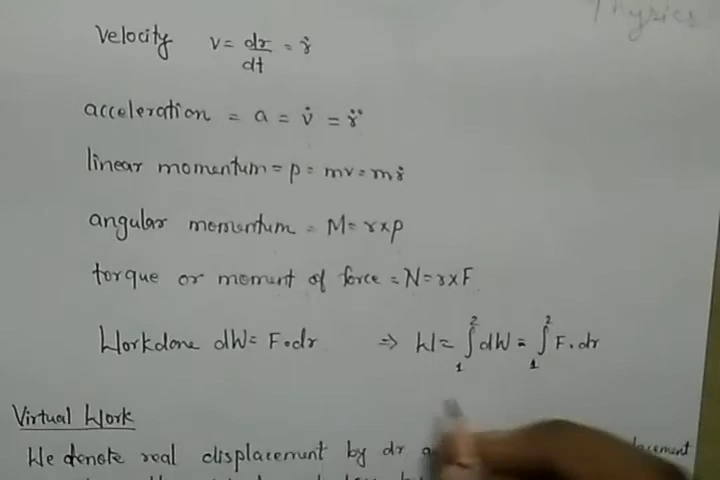 Physics
Velocity v = dr/dt = ṙ
acceleration = a = v̇ = r̈
linear momentum = p = mv = mṙ
angular momentum = M = r×p
torque or moment of force = N = r×F
Workdone dW = F.dr ⇒ W = ∫₁² dW = ∫₁² F.dr
Virtual Work
We denote real displacement by dr